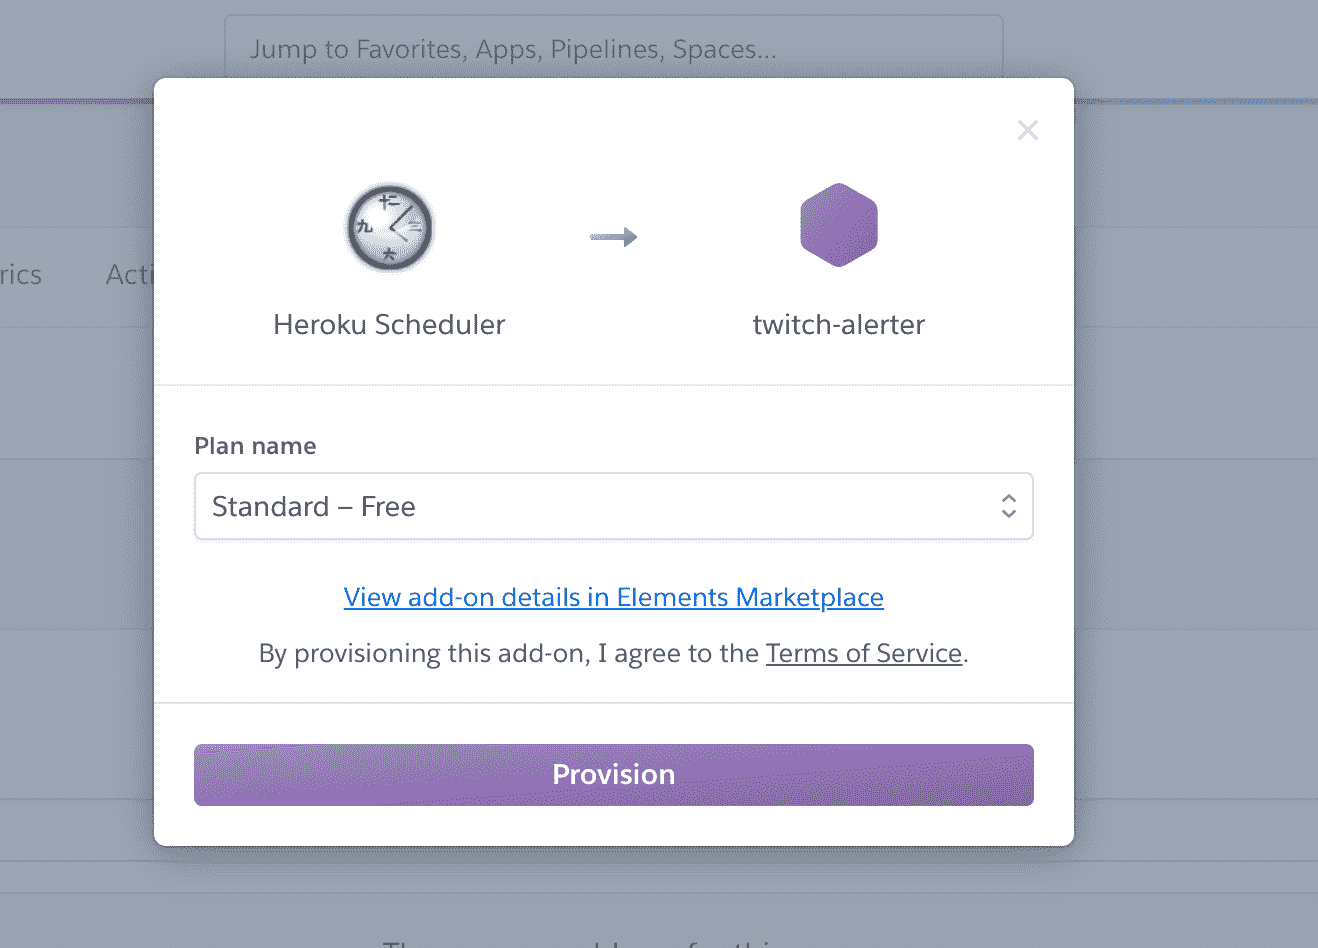 Jump to Favorites, Apps, Pipelines, Spaces...
rics Acti
十二
九 三
六
Heroku Scheduler twitch-alerter
Plan name
Standard – Free
View add-on details in Elements Marketplace
By provisioning this add-on, I agree to the Terms of Service.
Provision